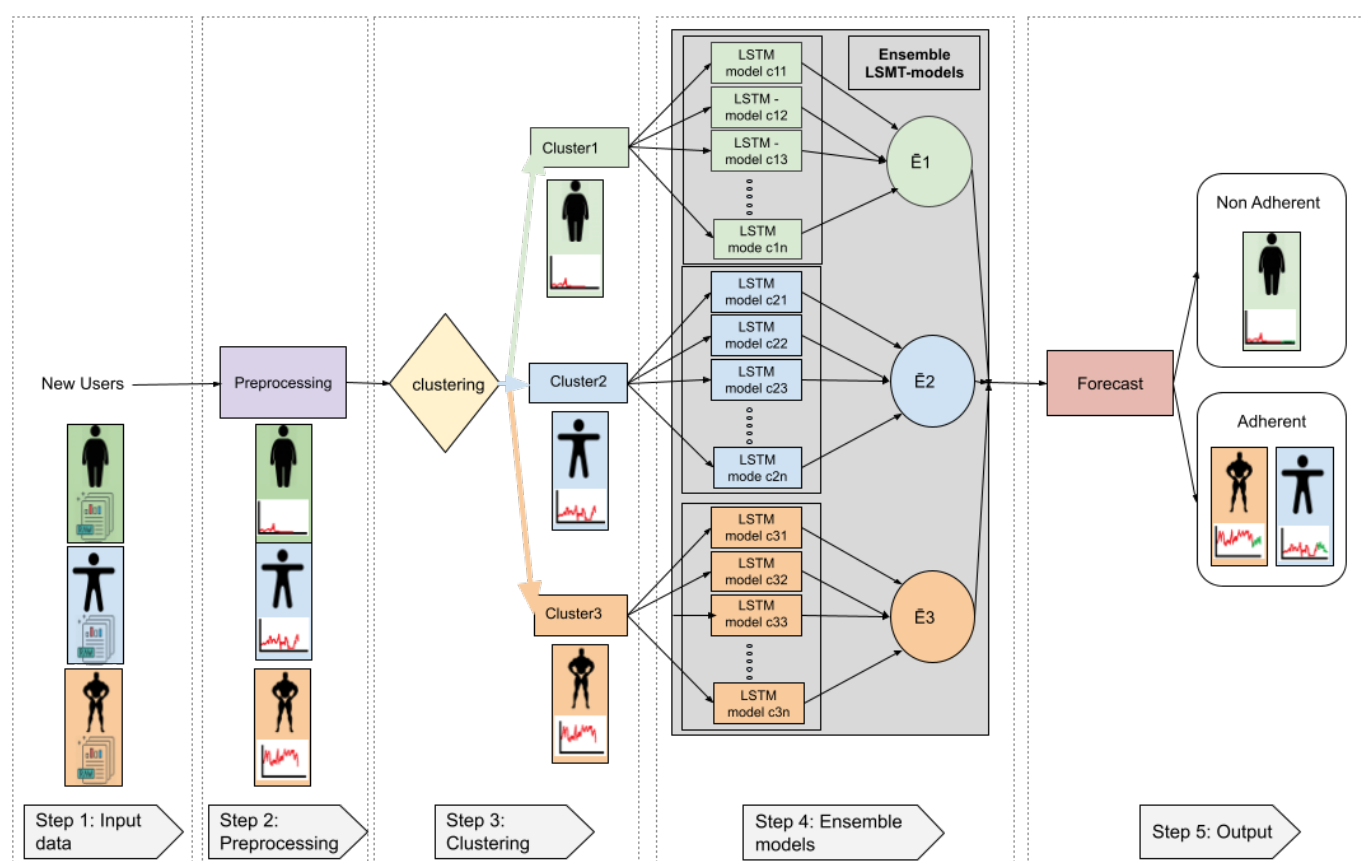 New Users
Step 1: Input
data
Preprocessing
Step 2:
Preprocessing
clustering
Cluster1
Cluster2
Cluster3
Step 3:
Clustering
Ensemble
LSMT-models
LSTM
model c11
LSTM -
model c12
LSTM -
model c13
LSTM
mode c1n
Ē1
LSTM
model c21
LSTM
model c22
LSTM
model c23
LSTM
mode c2n
Ē2
LSTM
model c31
LSTM
model c32
LSTM
model c33
LSTM
model c3n
Ē3
Step 4: Ensemble
models
Forecast
Non Adherent
Adherent
Step 5: Output